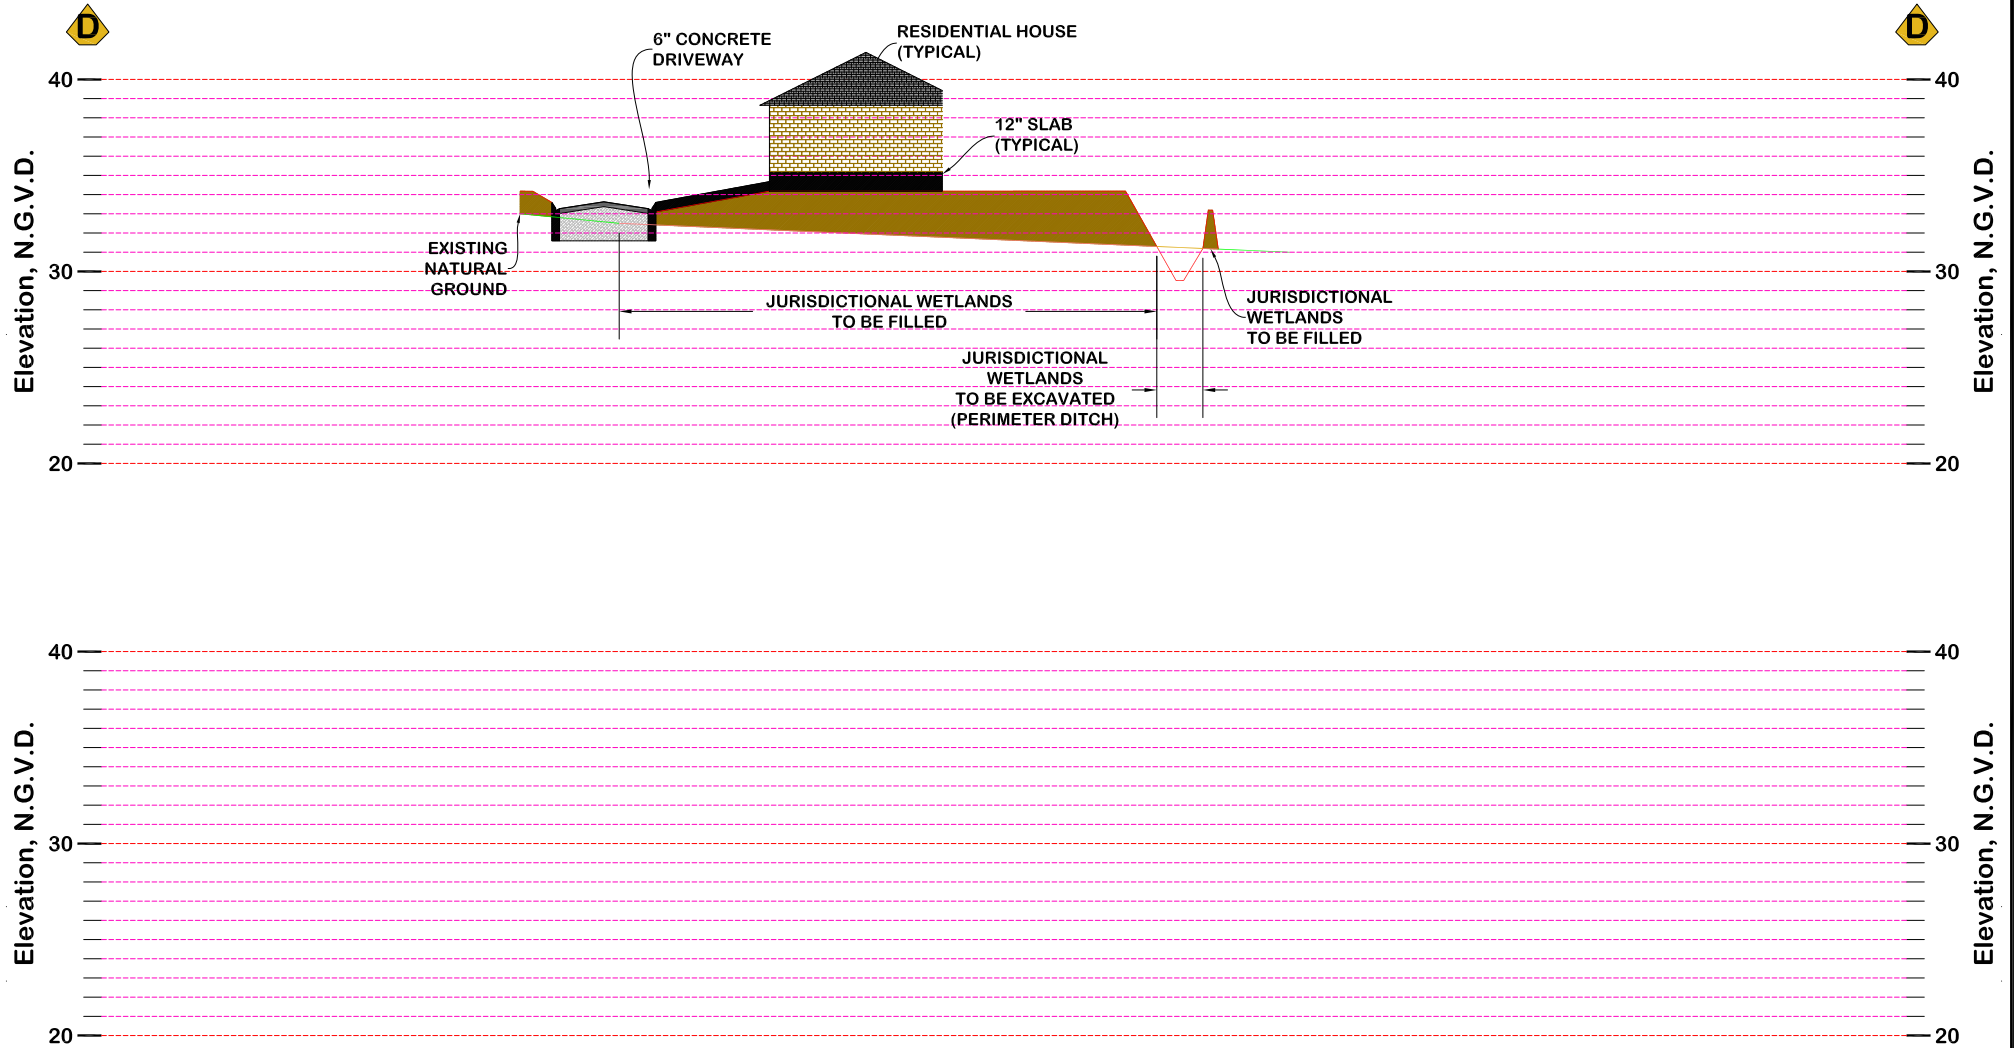 D
D
6" CONCRETE
DRIVEWAY
RESIDENTIAL HOUSE
(TYPICAL)
40
40
12" SLAB
(TYPICAL)
Elevation, N.G.V.D.
Elevation, N.G.V.D.
EXISTING
NATURAL
GROUND
30
30
JURISDICTIONAL WETLANDS
TO BE FILLED
JURISDICTIONAL
WETLANDS
TO BE FILLED
JURISDICTIONAL
WETLANDS
TO BE EXCAVATED
(PERIMETER DITCH)
20
20
40
40
Elevation, N.G.V.D.
Elevation, N.G.V.D.
30
30
20
20